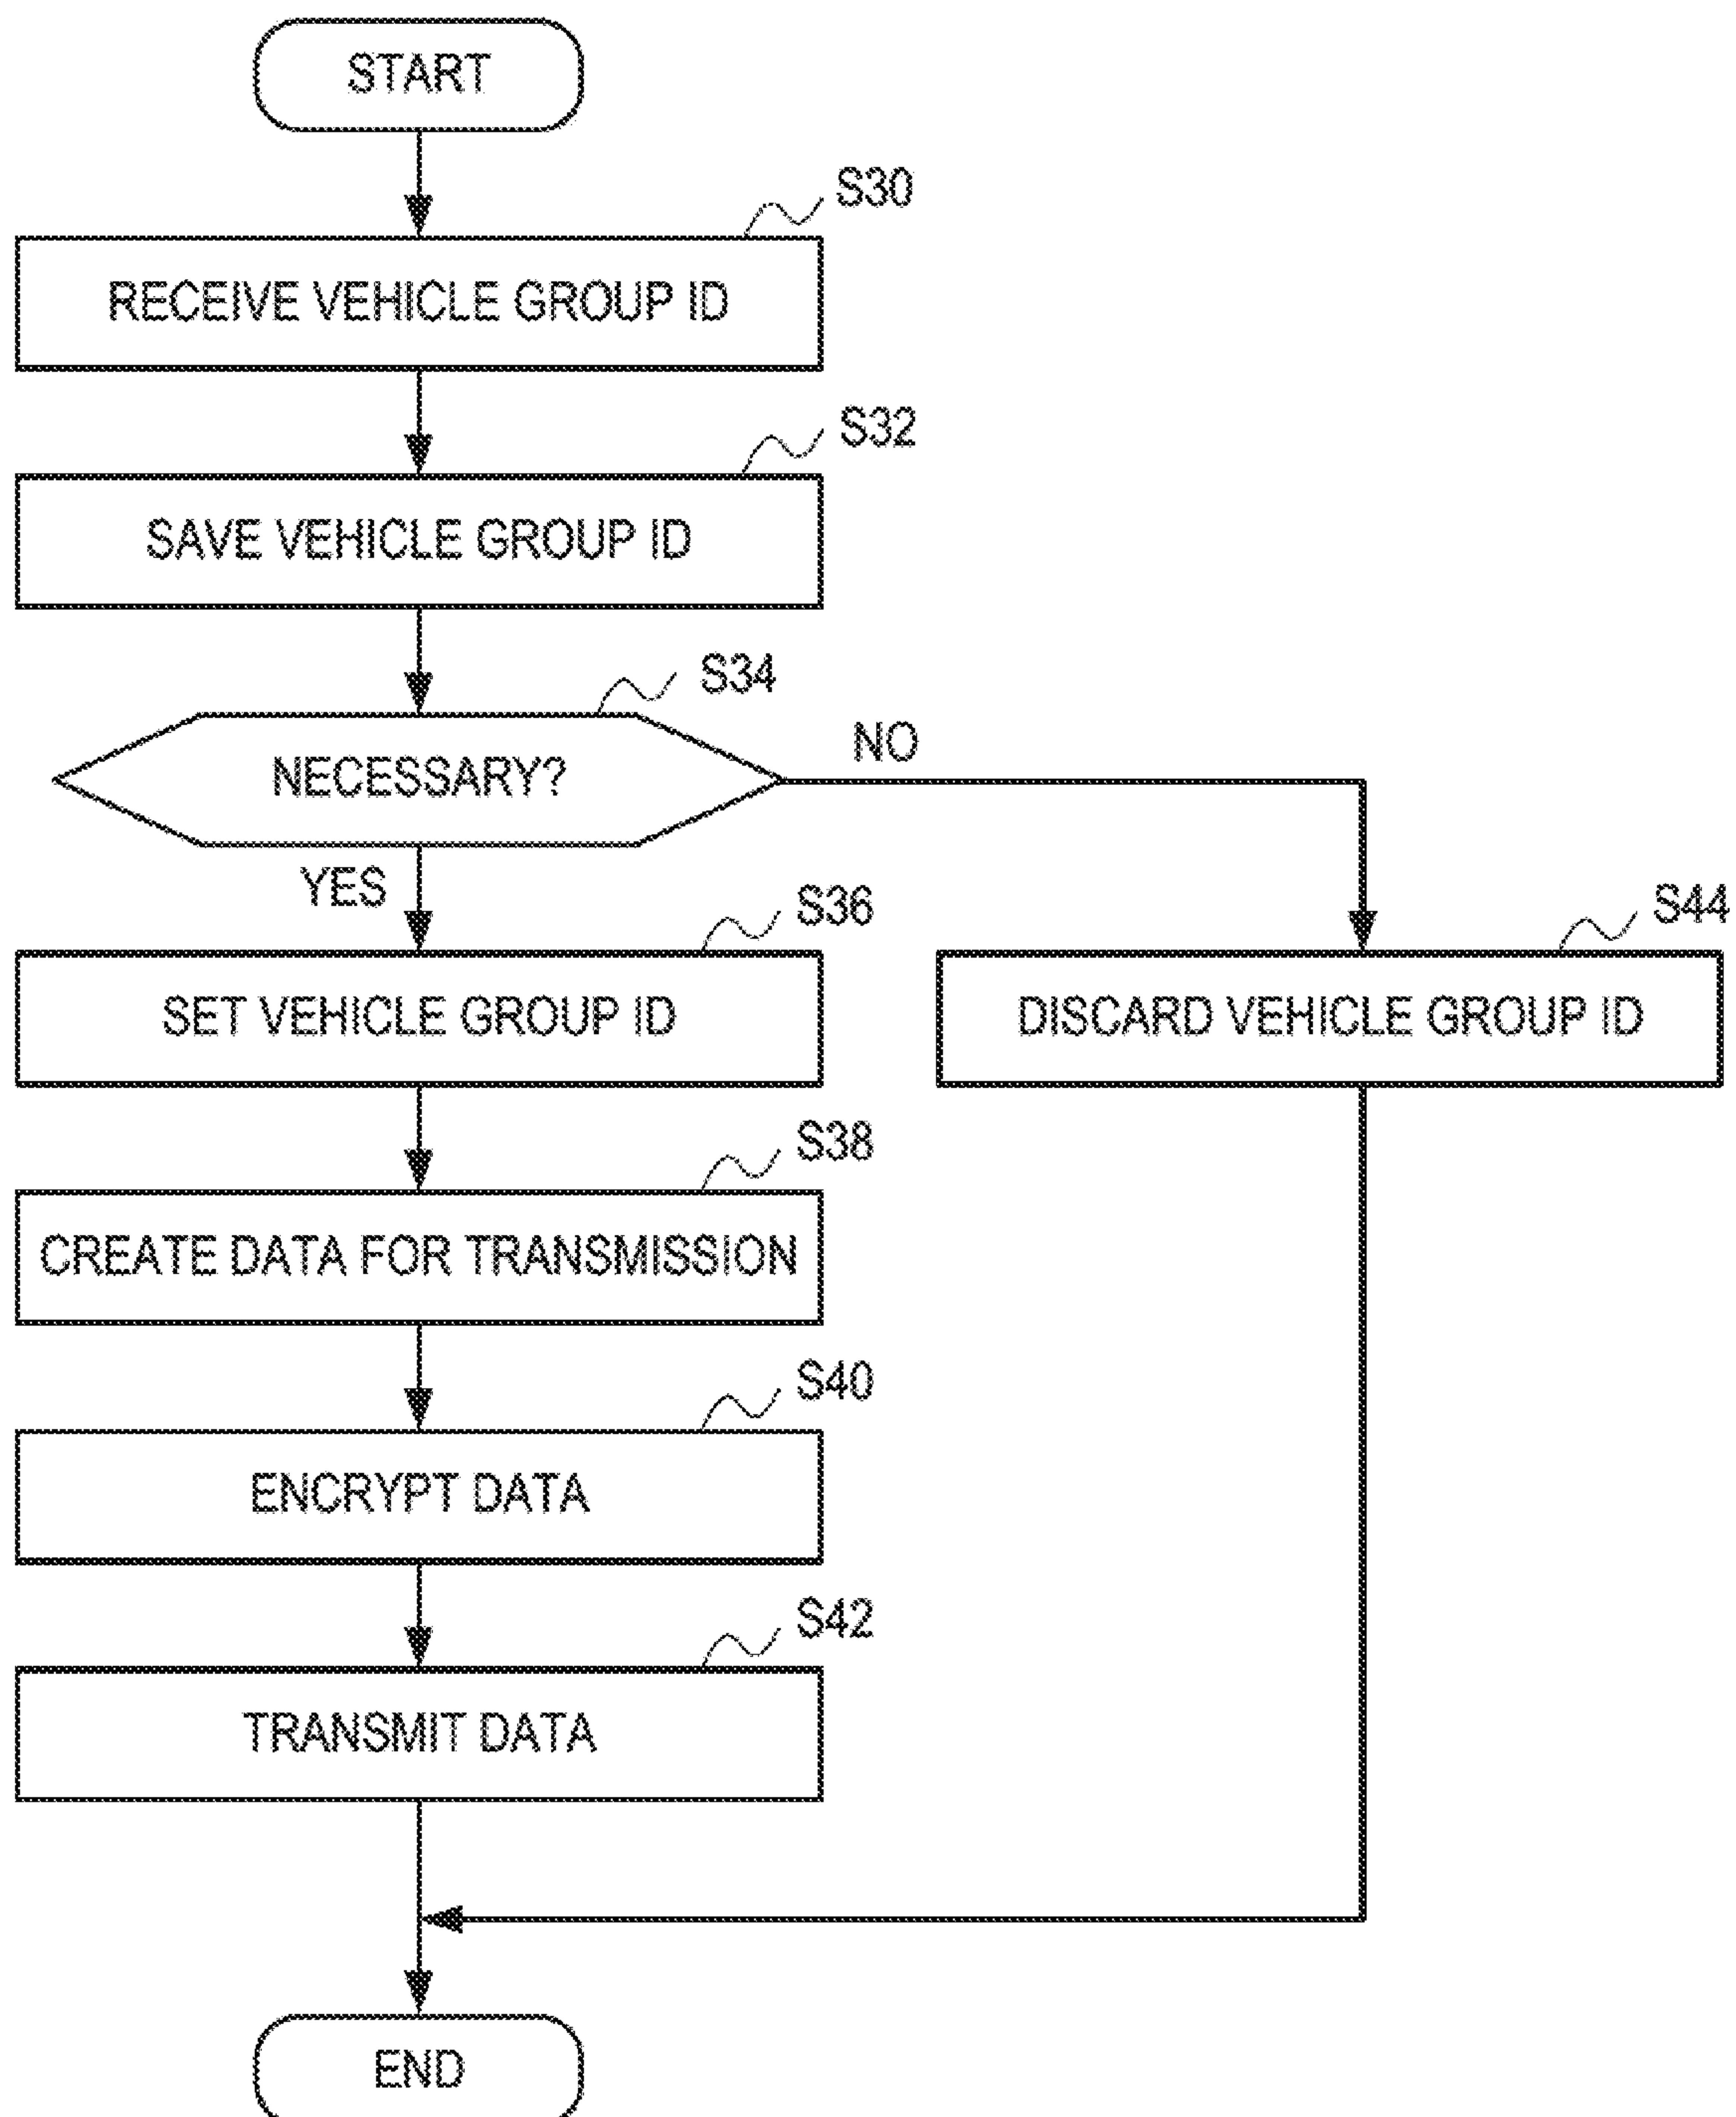 START
S30
RECEIVE VEHICLE GROUP ID
S32
SAVE VEHICLE GROUP ID
S34
NECESSARY?
NO
YES
S36
SET VEHICLE GROUP ID
S44
DISCARD VEHICLE GROUP ID
S38
CREATE DATA FOR TRANSMISSION
S40
ENCRYPT DATA
S42
TRANSMIT DATA
END